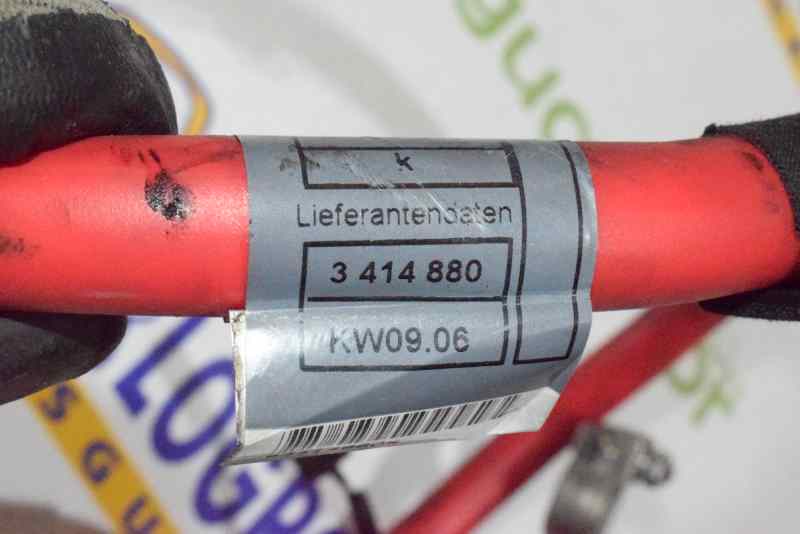 k
Lieferantendaten
3 414 880
KW09.06